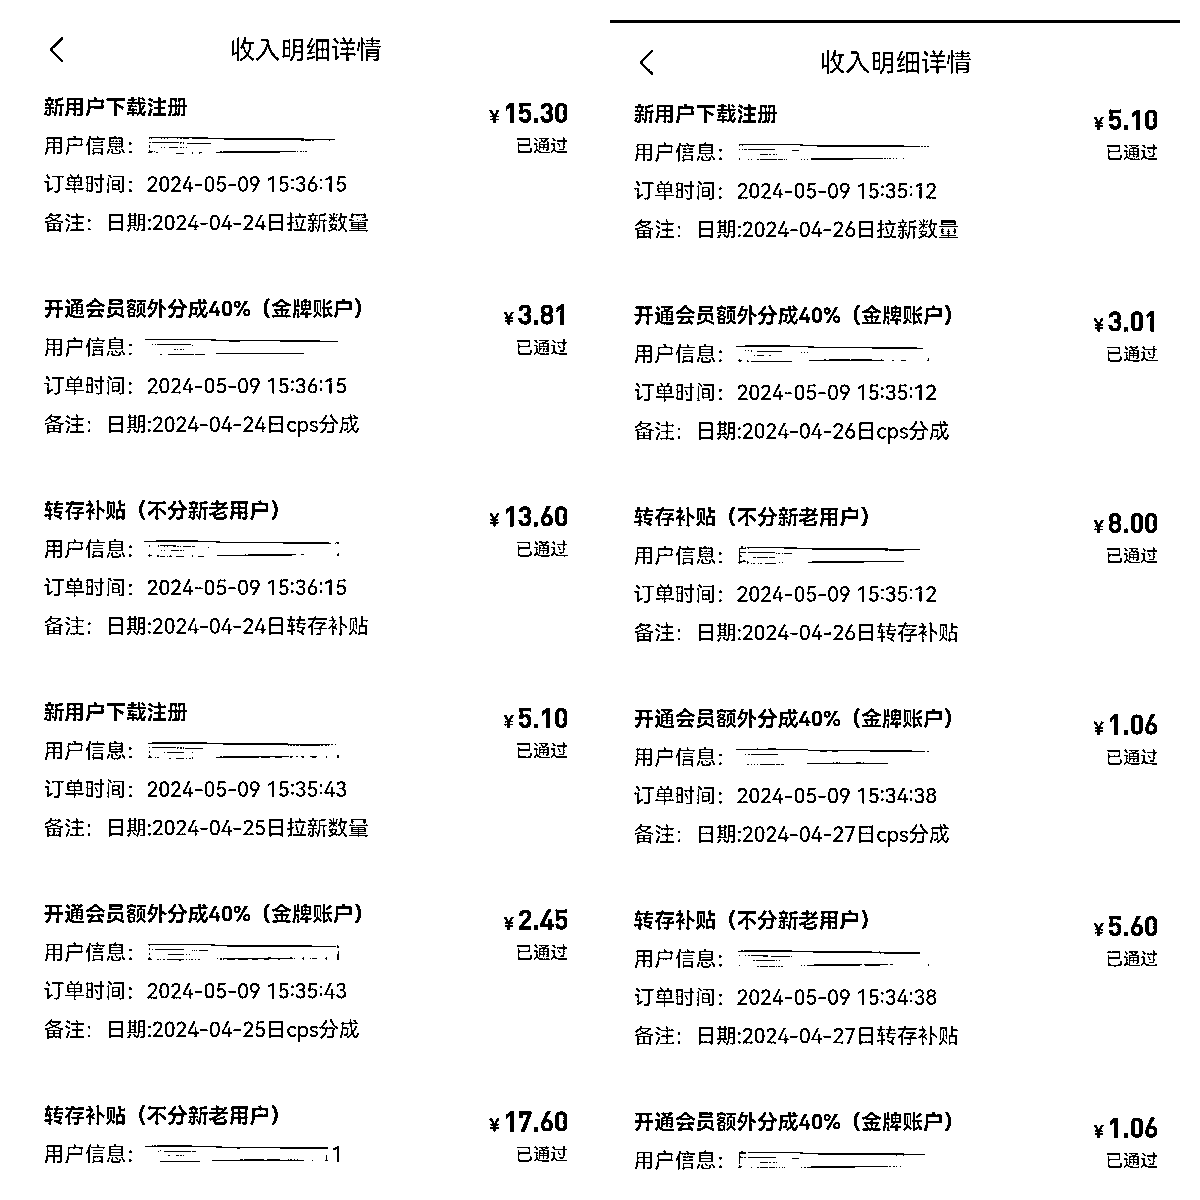 收入明细详情
新用户下载注册
¥15.30
用户信息：
已通过
订单时间：2024-05-09 15:36:15
备注：日期:2024-04-24日拉新数量
开通会员额外分成40%（金牌账户）
¥3.81
用户信息：
已通过
订单时间：2024-05-09 15:36:15
备注：日期:2024-04-24日cps分成
转存补贴（不分新老用户）
¥13.60
用户信息：
已通过
订单时间：2024-05-09 15:36:15
备注：日期:2024-04-24日转存补贴
新用户下载注册
¥5.10
用户信息：
已通过
订单时间：2024-05-09 15:35:43
备注：日期:2024-04-25日拉新数量
开通会员额外分成40%（金牌账户）
¥2.45
用户信息：
已通过
订单时间：2024-05-09 15:35:43
备注：日期:2024-04-25日cps分成
转存补贴（不分新老用户）
¥17.60
用户信息：1
已通过
收入明细详情
新用户下载注册
¥5.10
用户信息：
已通过
订单时间：2024-05-09 15:35:12
备注：日期:2024-04-26日拉新数量
开通会员额外分成40%（金牌账户）
¥3.01
用户信息：
已通过
订单时间：2024-05-09 15:35:12
备注：日期:2024-04-26日cps分成
转存补贴（不分新老用户）
¥8.00
用户信息：
已通过
订单时间：2024-05-09 15:35:12
备注：日期:2024-04-26日转存补贴
开通会员额外分成40%（金牌账户）
¥1.06
用户信息：
已通过
订单时间：2024-05-09 15:34:38
备注：日期:2024-04-27日cps分成
转存补贴（不分新老用户）
¥5.60
用户信息：
已通过
订单时间：2024-05-09 15:34:38
备注：日期:2024-04-27日转存补贴
开通会员额外分成40%（金牌账户）
¥1.06
用户信息：
已通过